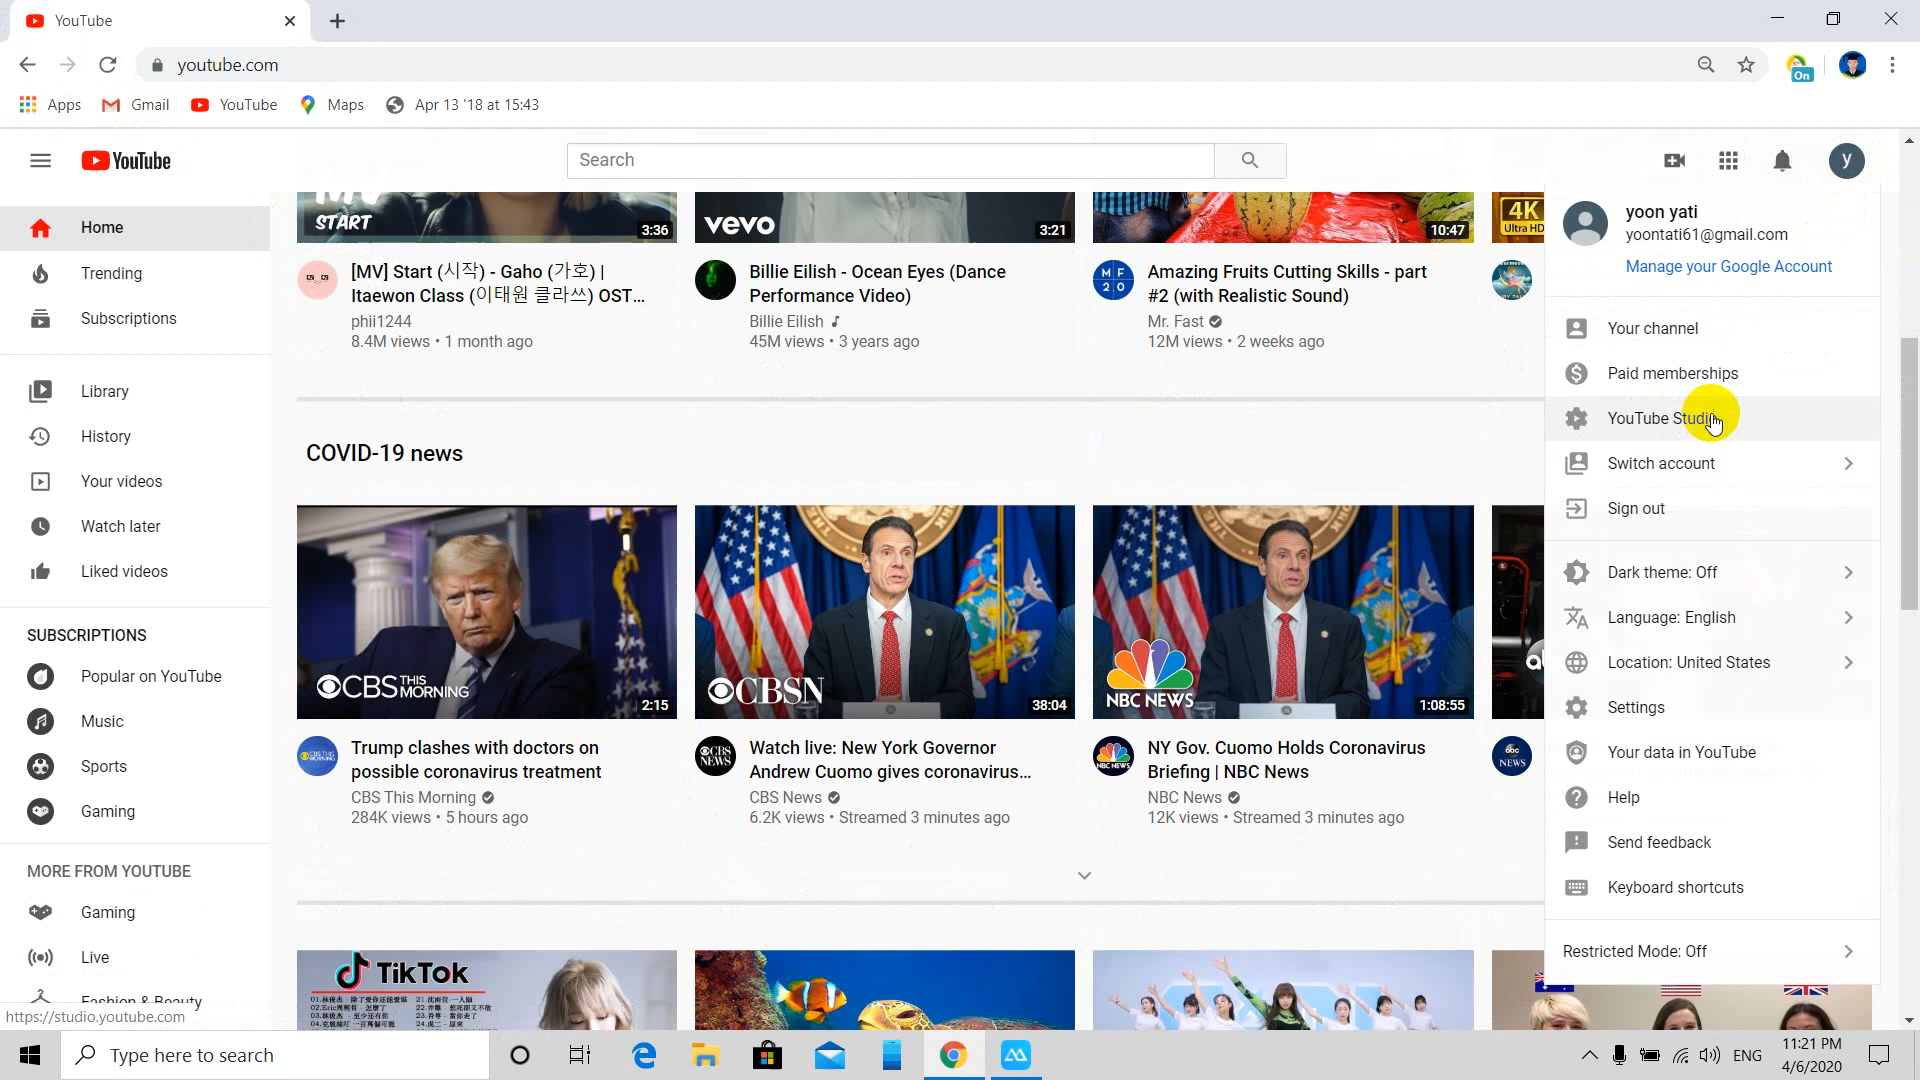 YouTube
youtube.com
On
Apps
Gmail
YouTube
Maps
Apr 13 '18 at 15:43
YouTube
Search
y
Home
Trending
Subscriptions
Library
History
Your videos
Watch later
Liked videos
SUBSCRIPTIONS
Popular on YouTube
Music
Sports
Gaming
MORE FROM YOUTUBE
Gaming
Live
Fashion & Beauty
https://studio.youtube.com
START
3:36
[MV] Start (시작) - Gaho (가호) |
Itaewon Class (이태원 클라쓰) OST...
phii1244
8.4M views • 1 month ago
vevo
3:21
Billie Eilish - Ocean Eyes (Dance
Performance Video)
Billie Eilish
45M views • 3 years ago
10:47
MF
20
Amazing Fruits Cutting Skills - part
#2 (with Realistic Sound)
Mr. Fast
12M views • 2 weeks ago
4K
Ultra HD
COVID-19 news
CBS THIS MORNING
2:15
Trump clashes with doctors on
possible coronavirus treatment
CBS This Morning
284K views • 5 hours ago
CBSN
38:04
CBS NEWS
Watch live: New York Governor
Andrew Cuomo gives coronavirus...
CBS News
6.2K views • Streamed 3 minutes ago
NBC NEWS
1:08:55
NBC NEWS
NY Gov. Cuomo Holds Coronavirus
Briefing | NBC News
NBC News
12K views • Streamed 3 minutes ago
abc
NEWS
TikTok
yoon yati
yoontati61@gmail.com
Manage your Google Account
Your channel
Paid memberships
YouTube Studio
Switch account
Sign out
Dark theme: Off
Language: English
Location: United States
Settings
Your data in YouTube
Help
Send feedback
Keyboard shortcuts
Restricted Mode: Off
Type here to search
ENG
11:21 PM
4/6/2020